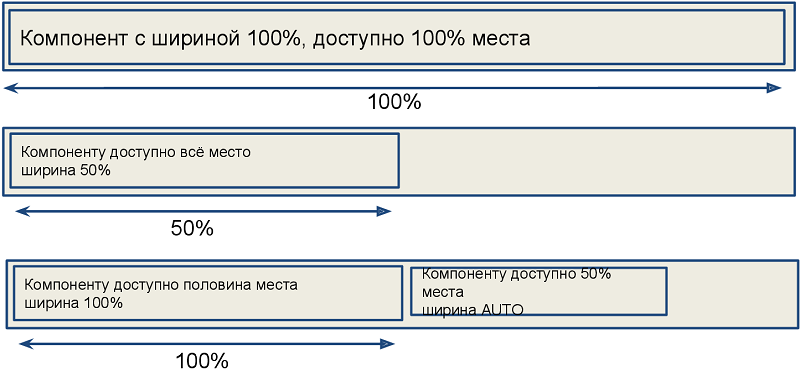 Компонент с шириной 100%, доступно 100% места
100%
Компоненту доступно всё место
ширина 50%
50%
Компоненту доступно половина места
ширина 100%
Компоненту доступно 50%
места
ширина AUTO
100%